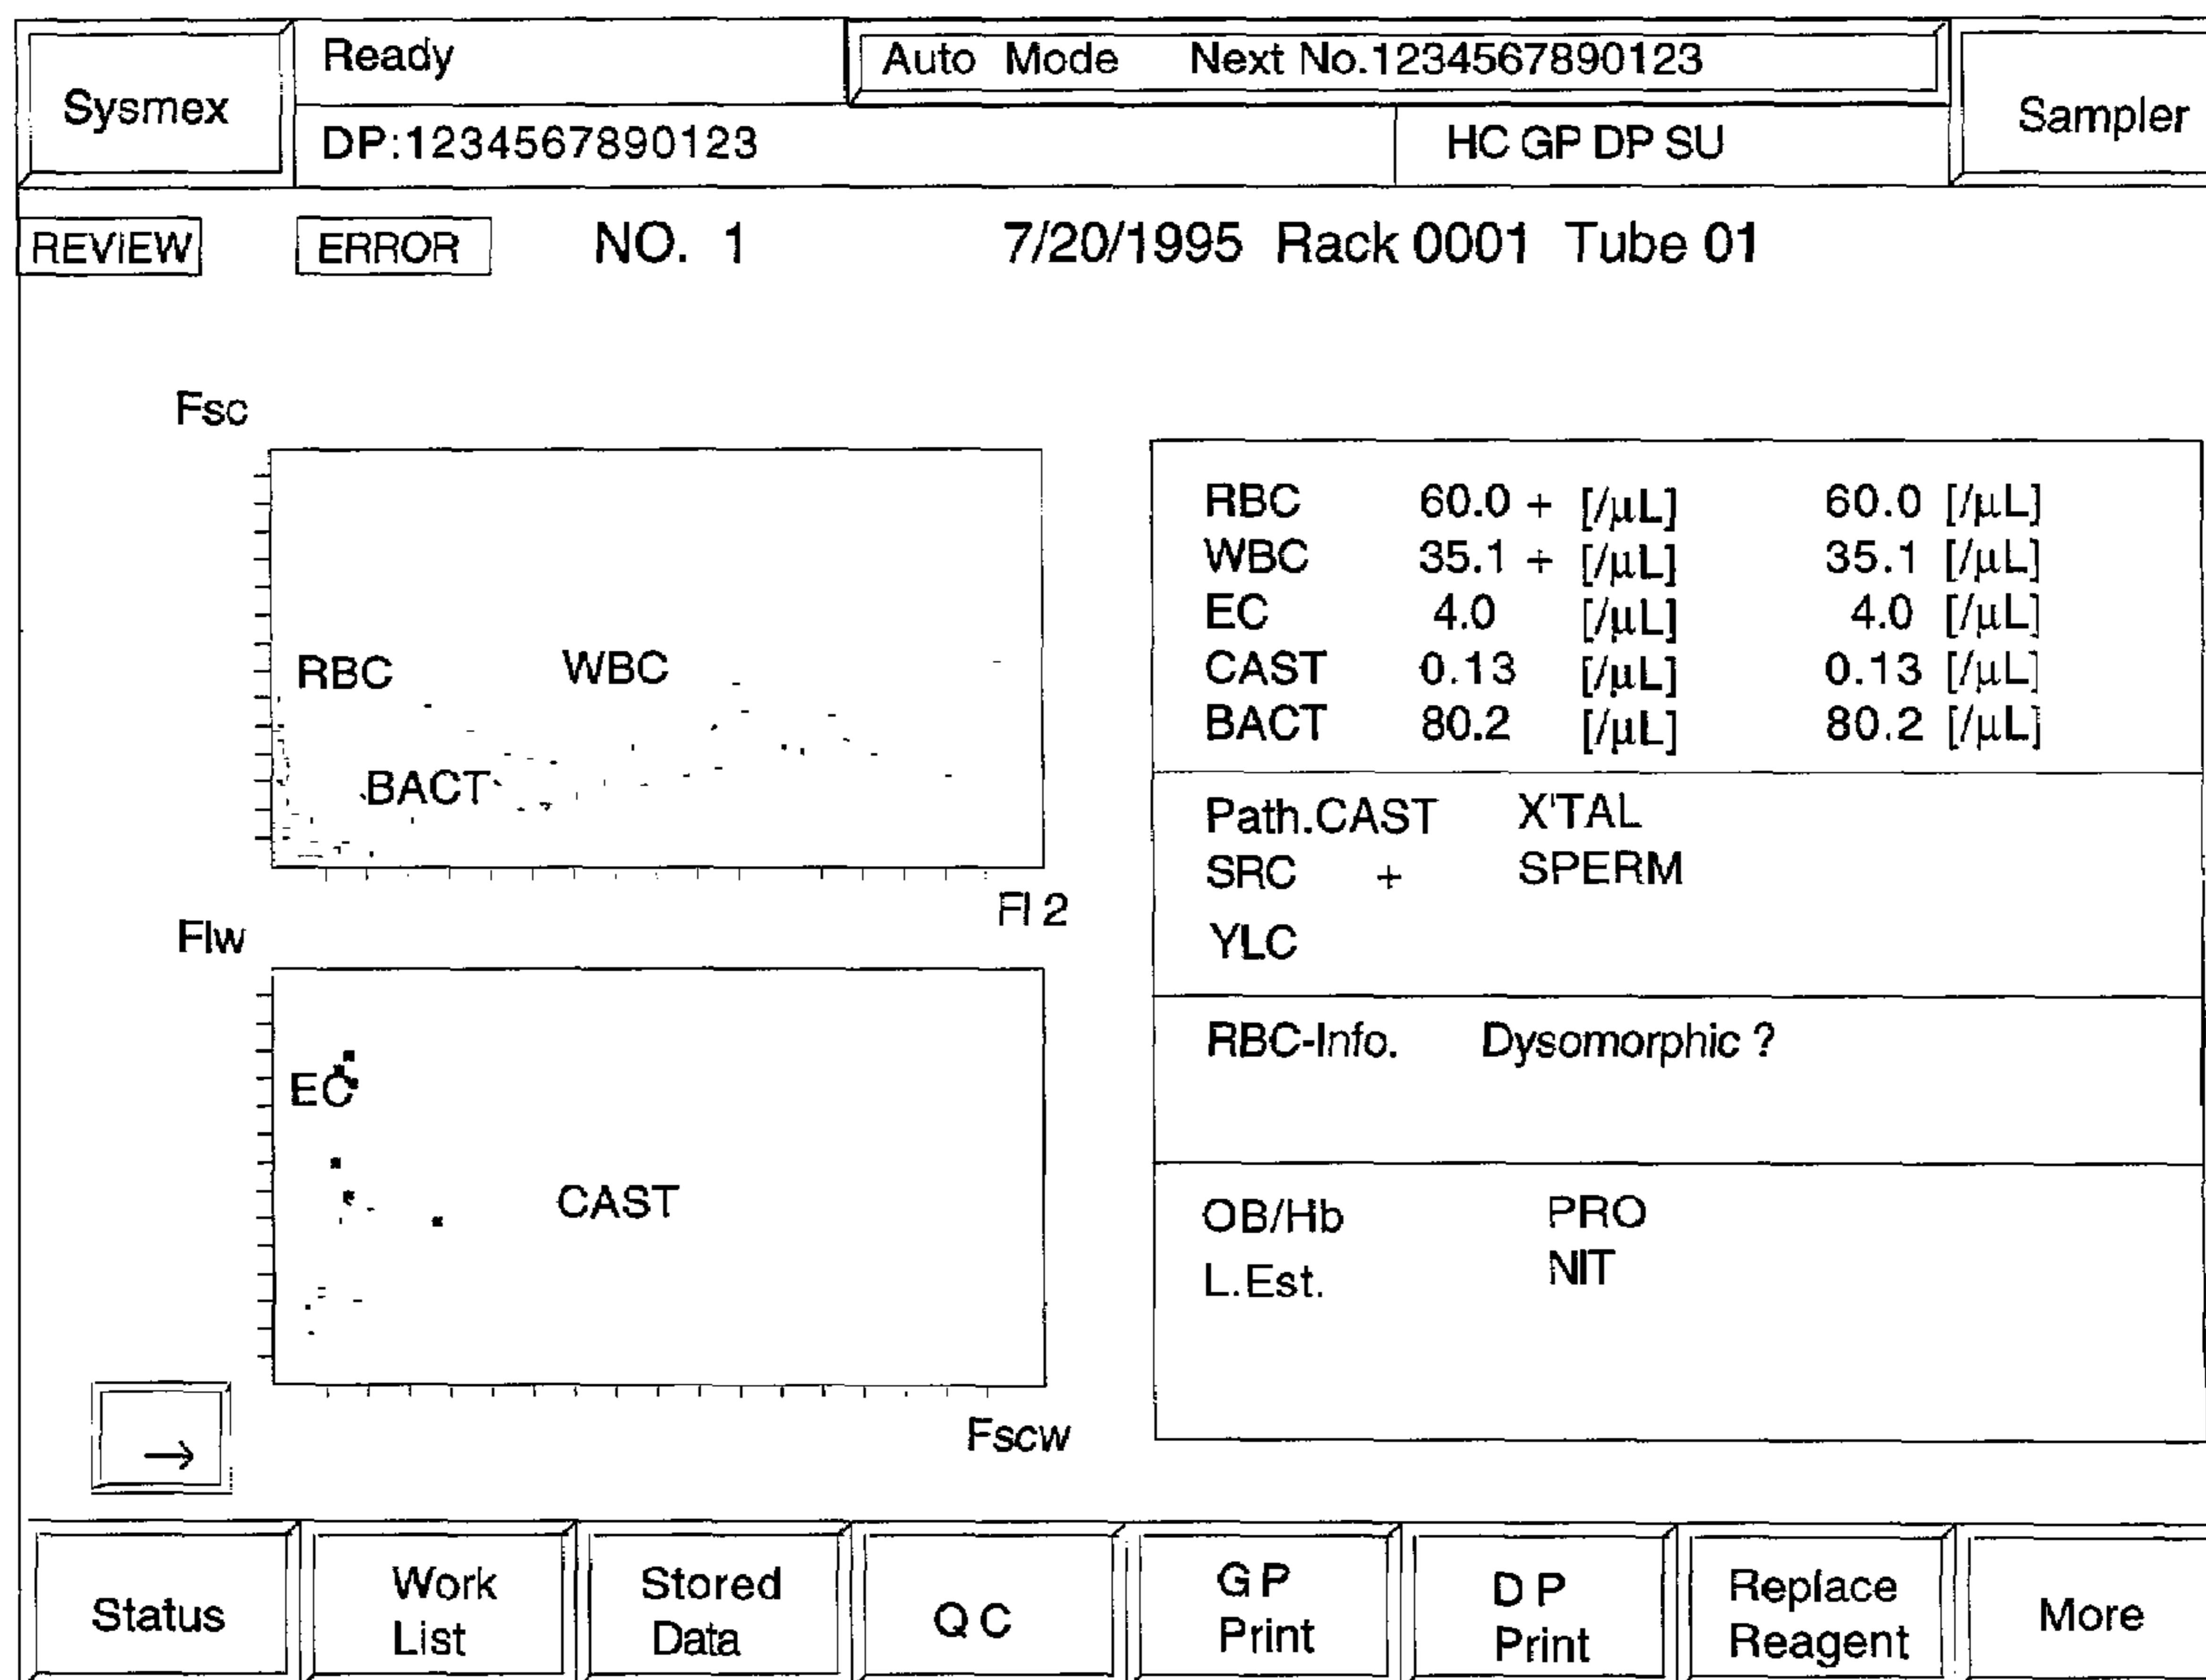 Sysmex
Ready
Auto Mode Next No.1234567890123
Sampler
DP:1234567890123
HC GP DP SU
REVIEW ERROR NO. 1 7/20/1995 Rack 0001 Tube 01
Fsc
RBC WBC
BACT
Fl 2
Flw
EC
CAST
Fscw
→
RBC 60.0 + [/μL] 60.0 [/μL]
WBC 35.1 + [/μL] 35.1 [/μL]
EC 4.0 [/μL] 4.0 [/μL]
CAST 0.13 [/μL] 0.13 [/μL]
BACT 80.2 [/μL] 80.2 [/μL]
Path.CAST X'TAL
SRC + SPERM
YLC
RBC-Info. Dysomorphic ?
OB/Hb PRO
L.Est. NIT
Status
Work
List
Stored
Data
Q C
G P
Print
D P
Print
Replace
Reagent
More